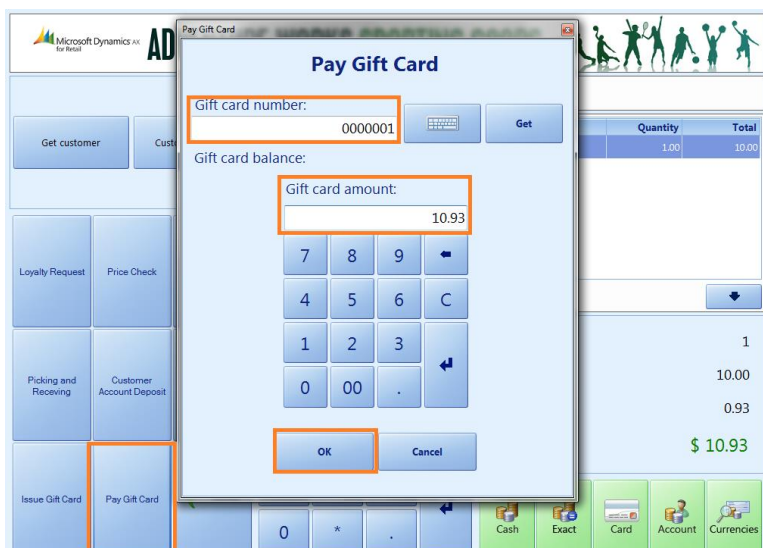 Microsoft Dynamics AX
for Retail
AD
Pay Gift Card
Pay Gift Card
Gift card number:
0000001
Get
Gift card balance:
Gift card amount:
10.93
7 8 9
4 5 6 C
1 2 3
0 00 .
OK Cancel
Get customer
Quantity Total
1.00 10.00
Loyalty Request
Price Check
Picking and
Receving
Customer
Account Deposit
1
10.00
0.93
$ 10.93
Issue Gift Card
Pay Gift Card
0 * .
Cash
Exact
Card
Account
Currencies